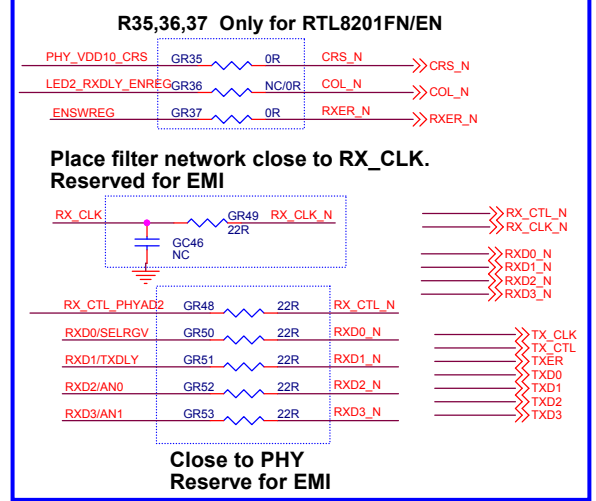 R35,36,37 Only for RTL8201FN/EN
PHY_VDD10_CRS GR35 0R CRS_N CRS_N
LED2_RXDLY_ENREG GR36 NC/0R COL_N COL_N
ENSWREG GR37 0R RXER_N RXER_N
Place filter network close to RX_CLK.
Reserved for EMI
RX_CLK GR49 RX_CLK_N
22R
GC46
NC
RX_CTL_N
RX_CLK_N
RXD0_N
RXD1_N
RXD2_N
RXD3_N
RX_CTL_PHYAD2 GR48 22R RX_CTL_N
RXD0/SELRGV GR50 22R RXD0_N
RXD1/TXDLY GR51 22R RXD1_N
RXD2/AN0 GR52 22R RXD2_N
RXD3/AN1 GR53 22R RXD3_N
TX_CLK
TX_CTL
TXER
TXD0
TXD1
TXD2
TXD3
Close to PHY
Reserve for EMI